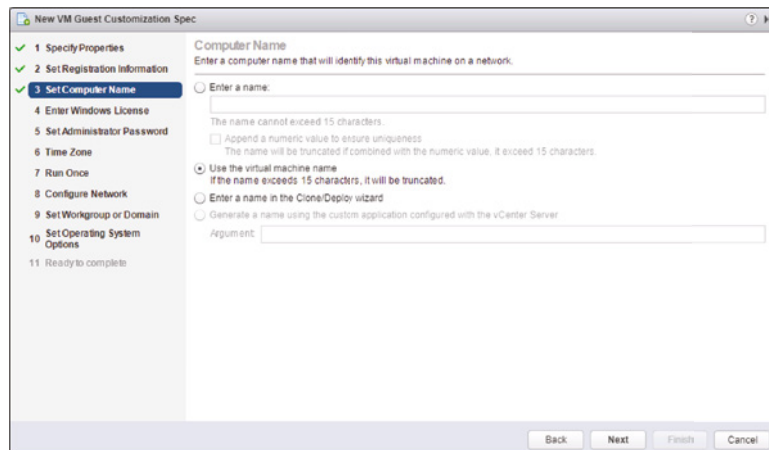 New VM Guest Customization Spec
1 Specify Properties
2 Set Registration Information
3 Set Computer Name
4 Enter Windows License
5 Set Administrator Password
6 Time Zone
7 Run Once
8 Configure Network
9 Set Workgroup or Domain
10 Set Operating System
Options
11 Ready to complete
Computer Name
Enter a computer name that will identify this virtual machine on a network.
Enter a name:
The name cannot exceed 15 characters.
Append a numeric value to ensure uniqueness
The name will be truncated if combined with the numeric value, it exceed 15 characters.
Use the virtual machine name
If the name exceeds 15 characters, it will be truncated.
Enter a name in the Clone/Deploy wizard
Generate a name using the custom application configured with the vCenter Server
Argument:
Back Next Finish Cancel